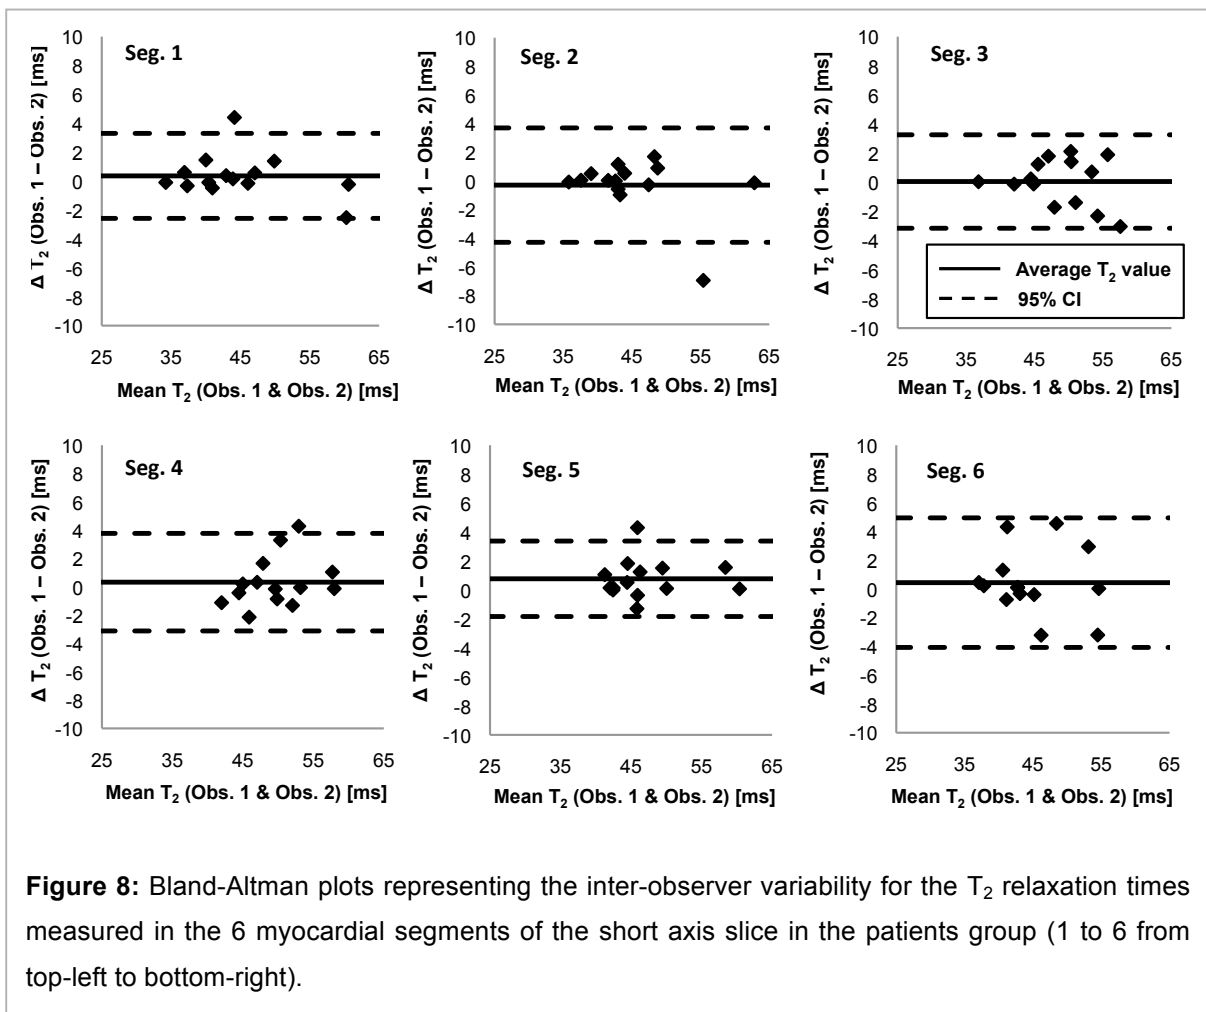 Seg. 1
Δ T2 (Obs. 1 – Obs. 2) [ms]
10
8
6
4
2
0
-2
-4
-6
-8
-10
25 35 45 55 65
Mean T2 (Obs. 1 & Obs. 2) [ms]
Seg. 2
Δ T2 (Obs. 1 – Obs. 2) [ms]
10
8
6
4
2
0
-2
-4
-6
-8
-10
25 35 45 55 65
Mean T2 (Obs. 1 & Obs. 2) [ms]
Seg. 3
Δ T2 (Obs. 1 – Obs. 2) [ms]
10
8
6
4
2
0
-2
-4
-6
-8
-10
Average T2 value
95% CI
25 35 45 55 65
Mean T2 (Obs. 1 & Obs. 2) [ms]
Seg. 4
Δ T2 (Obs. 1 – Obs. 2) [ms]
10
8
6
4
2
0
-2
-4
-6
-8
-10
25 35 45 55 65
Mean T2 (Obs. 1 & Obs. 2) [ms]
Seg. 5
Δ T2 (Obs. 1 – Obs. 2) [ms]
10
8
6
4
2
0
-2
-4
-6
-8
-10
25 35 45 55 65
Mean T2 (Obs. 1 & Obs. 2) [ms]
Seg. 6
Δ T2 (Obs. 1 – Obs. 2) [ms]
10
8
6
4
2
0
-2
-4
-6
-8
-10
25 35 45 55 65
Mean T2 (Obs. 1 & Obs. 2) [ms]
Figure 8: Bland-Altman plots representing the inter-observer variability for the T2 relaxation times
measured in the 6 myocardial segments of the short axis slice in the patients group (1 to 6 from
top-left to bottom-right).